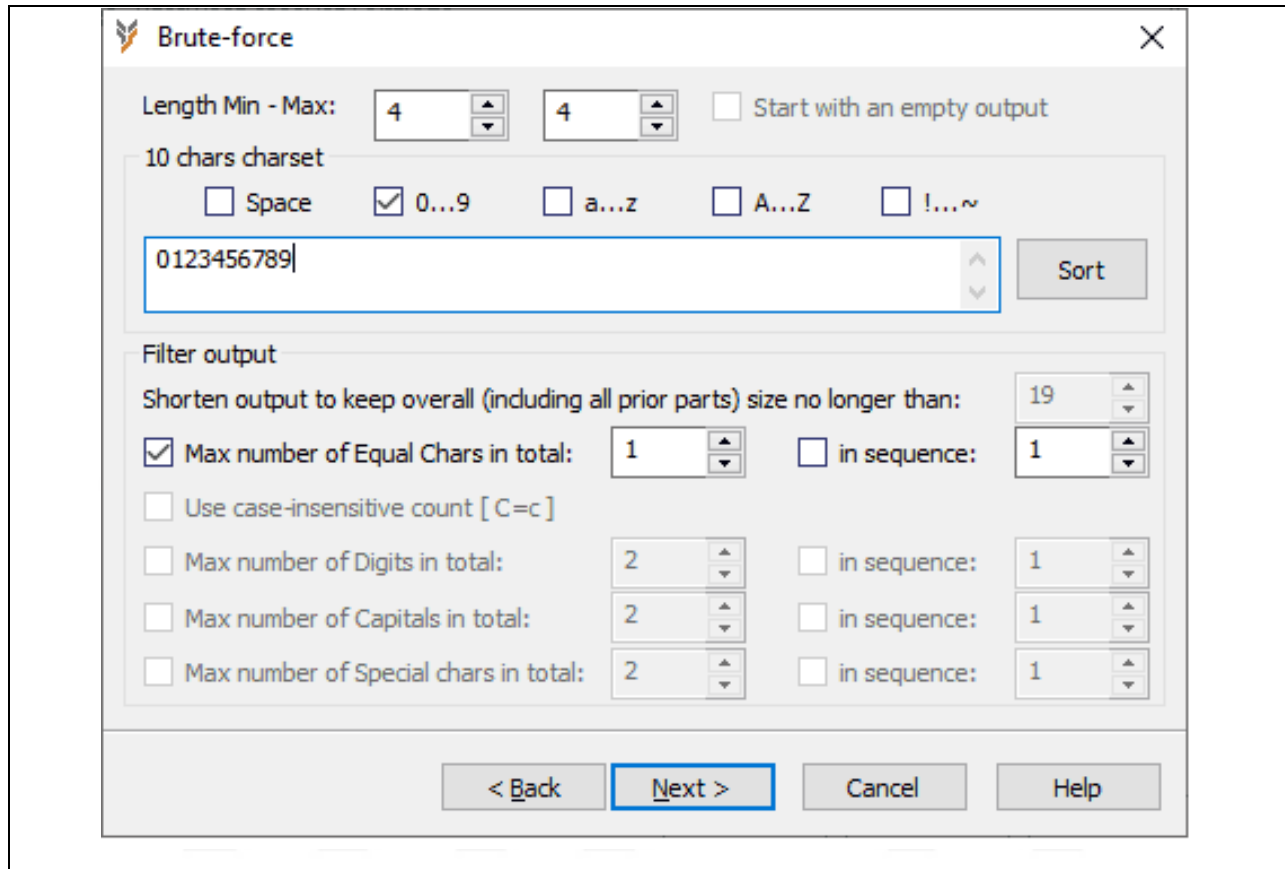 Brute-force
Length Min - Max: 4 4 Start with an empty output
10 chars charset
Space 0...9 a...z A...Z !...~
0123456789
Sort
Filter output
Shorten output to keep overall (including all prior parts) size no longer than: 19
Max number of Equal Chars in total: 1 in sequence: 1
Use case-insensitive count [ C=c ]
Max number of Digits in total: 2 in sequence: 1
Max number of Capitals in total: 2 in sequence: 1
Max number of Special chars in total: 2 in sequence: 1
< Back Next > Cancel Help